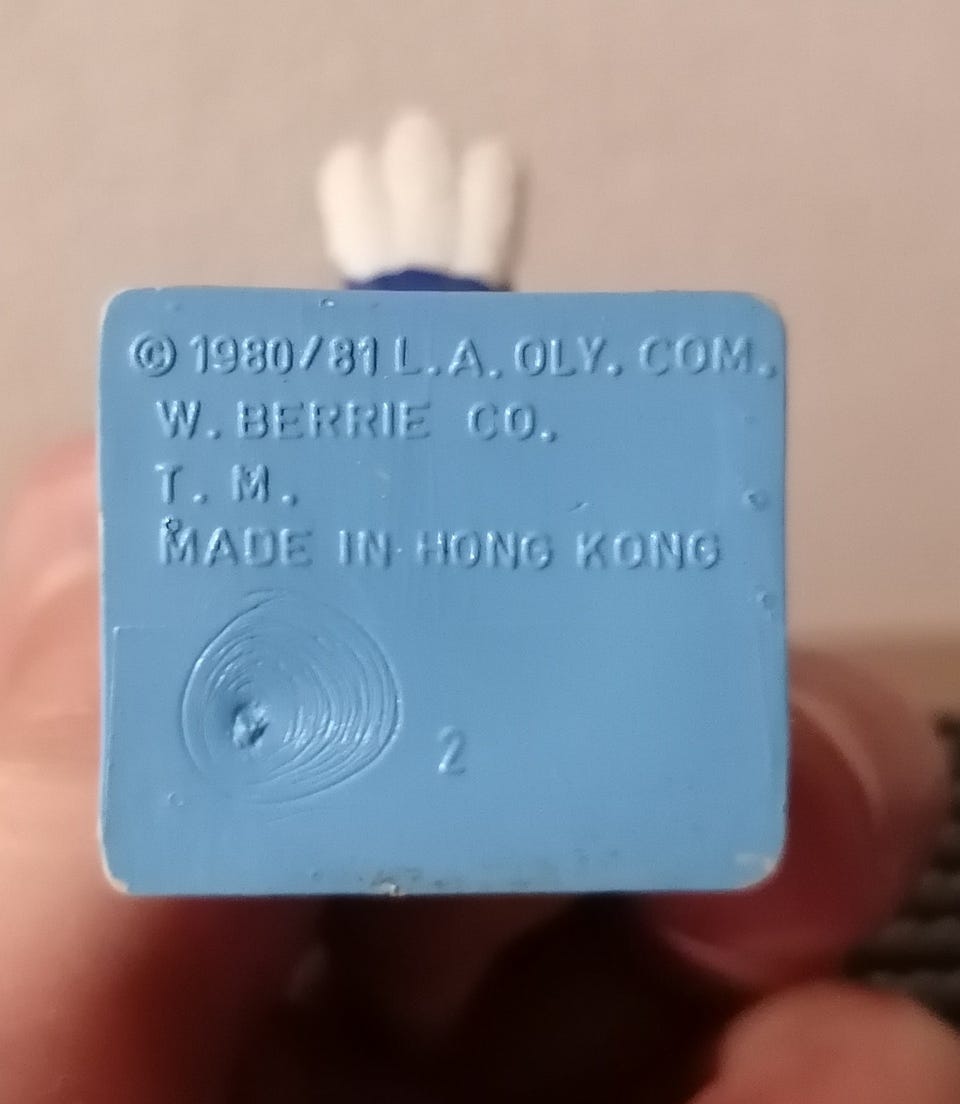 © 1980/81 L.A. OLY. COM.
W. BERRIE CO.
T. M.
MADE IN HONG KONG
2